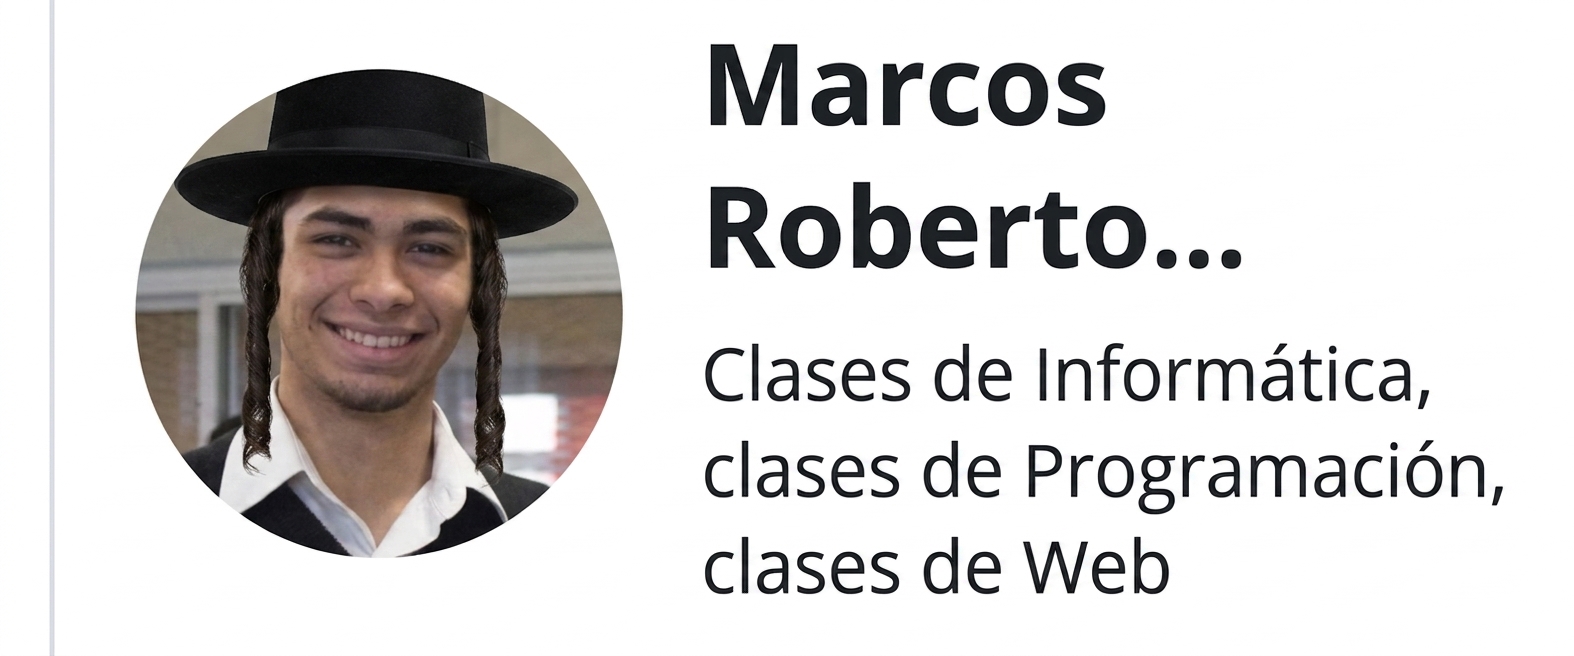 Marcos
Roberto...
Clases de Informática,
clases de Programación,
clases de Web